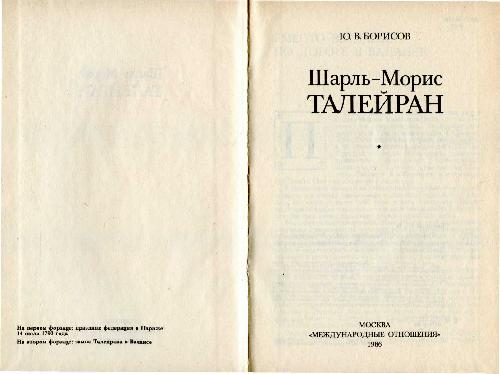 На первом форзаце: праздник федерации в Париже
14 июля 1790 года
На втором форзаце: замок Талейрана в Валансе
Ю. В. БОРИСОВ
Шарль-Морис
ТАЛЕЙРАН
*
МОСКВА
«МЕЖДУНАРОДНЫЕ ОТНОШЕНИЯ»
1986